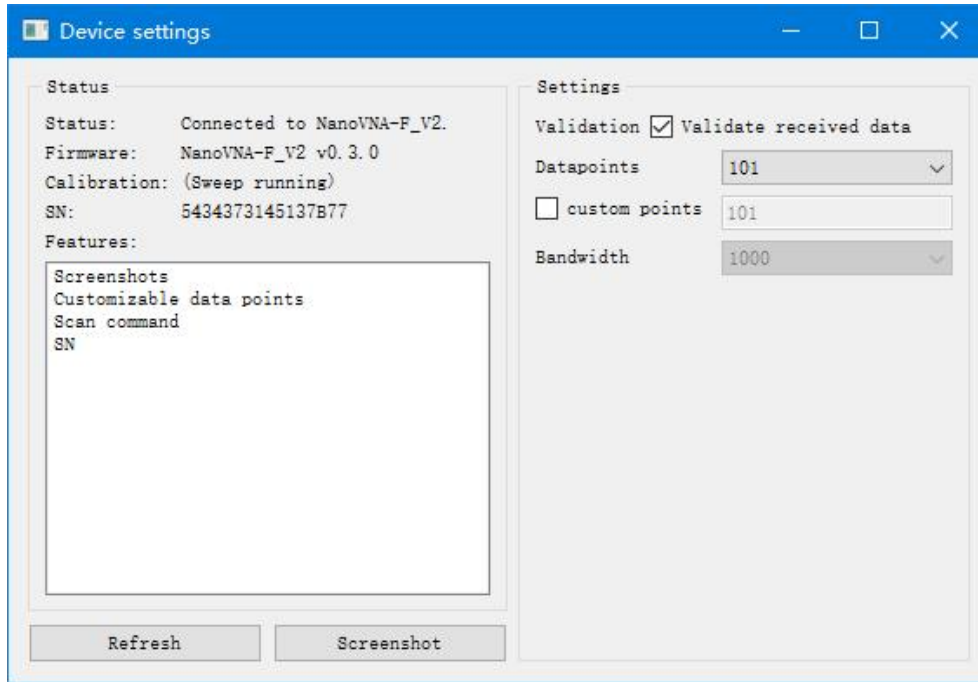 Device settings
Status
Status: Connected to NanoVNA-F_V2.
Firmware: NanoVNA-F_V2 v0.3.0
Calibration: (Sweep running)
SN: 5434373145137B77
Features:
Screenshots
Customizable data points
Scan command
SN
Refresh
Screenshot
Settings
Validation Validate received data
Datapoints 101
custom points 101
Bandwidth 1000